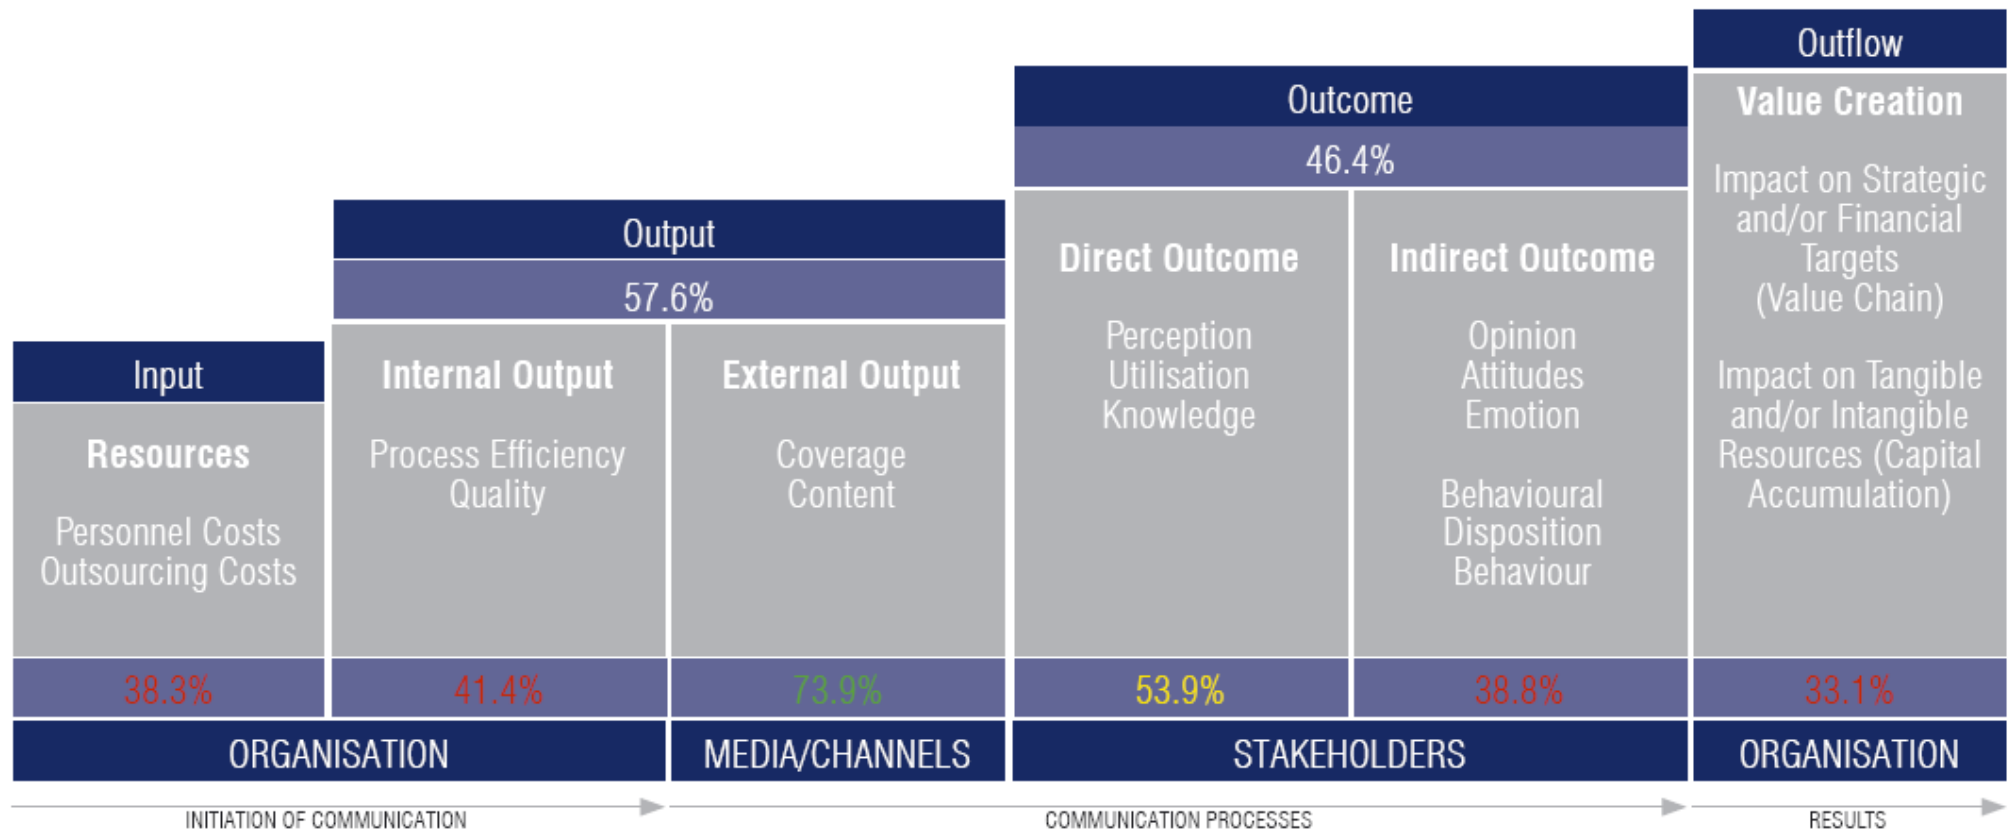 Input
Resources
Personnel Costs
Outsourcing Costs
38.3%
Output
57.6%
Internal Output
Process Efficiency
Quality
41.4%
External Output
Coverage
Content
73.9%
Outcome
46.4%
Direct Outcome
Perception
Utilisation
Knowledge
53.9%
Indirect Outcome
Opinion
Attitudes
Emotion
Behavioural
Disposition
Behaviour
38.8%
Outflow
Value Creation
Impact on Strategic
and/or Financial
Targets
(Value Chain)
Impact on Tangible
and/or Intangible
Resources (Capital
Accumulation)
33.1%
ORGANISATION
MEDIA/CHANNELS
STAKEHOLDERS
ORGANISATION
INITIATION OF COMMUNICATION
COMMUNICATION PROCESSES
RESULTS